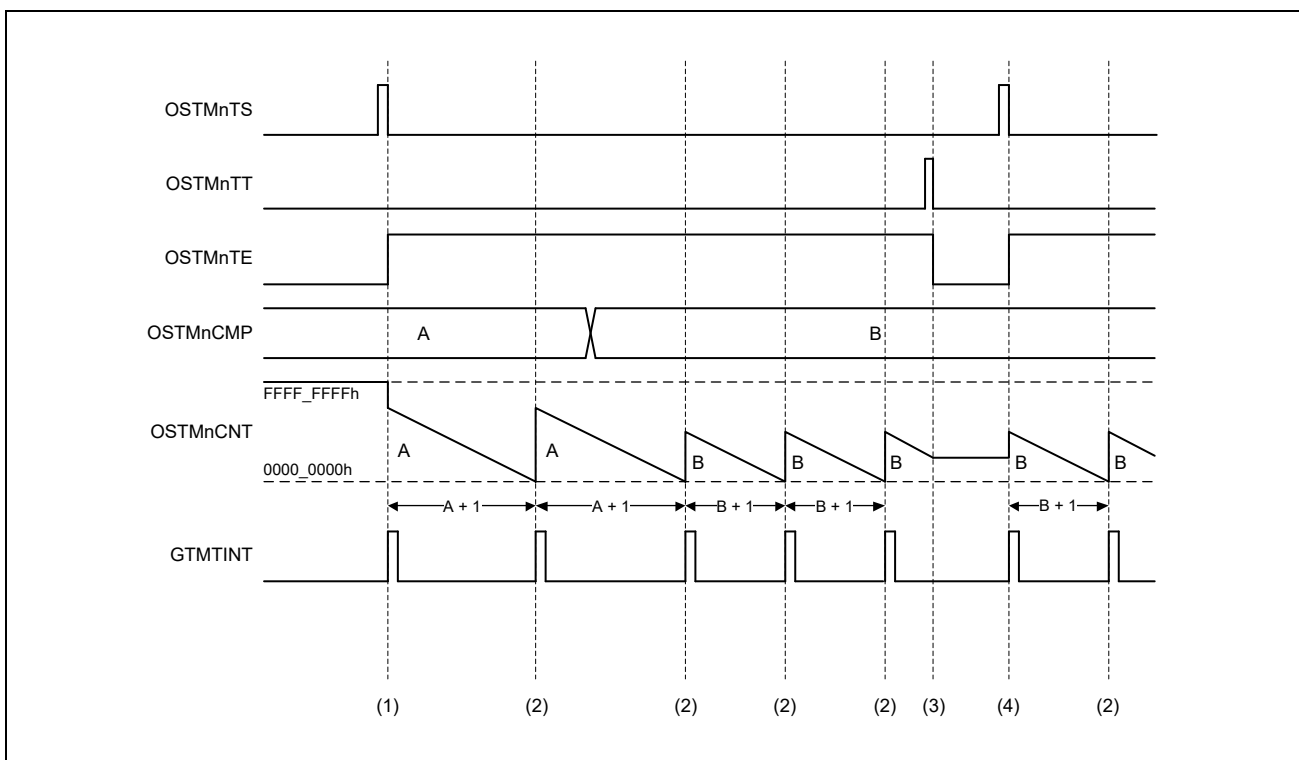 OSTMnTS
OSTMnTT
OSTMnTE
OSTMnCMP A B
FFFF_FFFFh
OSTMnCNT A A B B B B B
0000_0000h
A + 1 A + 1 B + 1 B + 1 B + 1
GTMTINT
(1) (2) (2) (2) (2) (3) (4) (2)